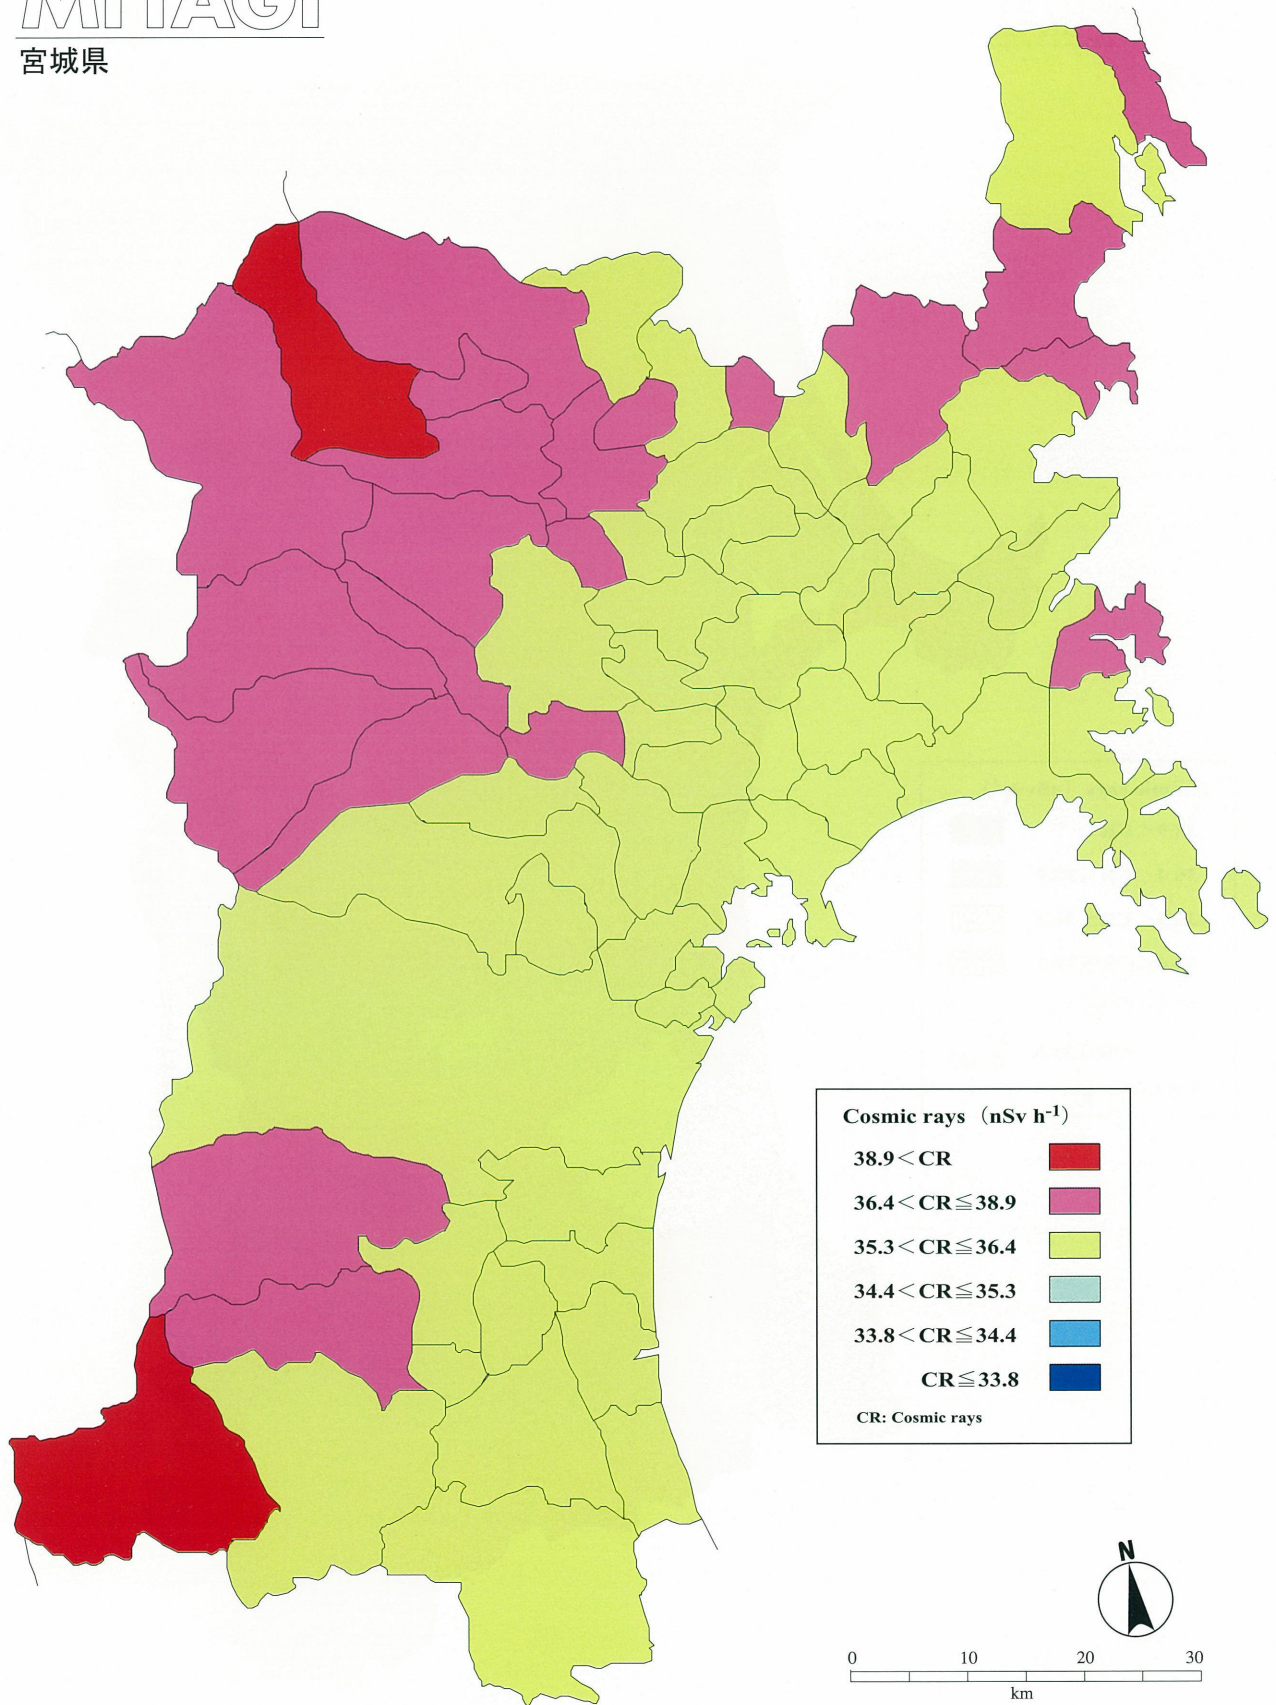 MIYAGI
宮城県
Cosmic rays (nSv h-1)
38.9<CR
36.4<CR≦38.9
35.3<CR≦36.4
34.4<CR≦35.3
33.8<CR≦34.4
CR≦33.8
CR: Cosmic rays
N
0 10 20 30
km